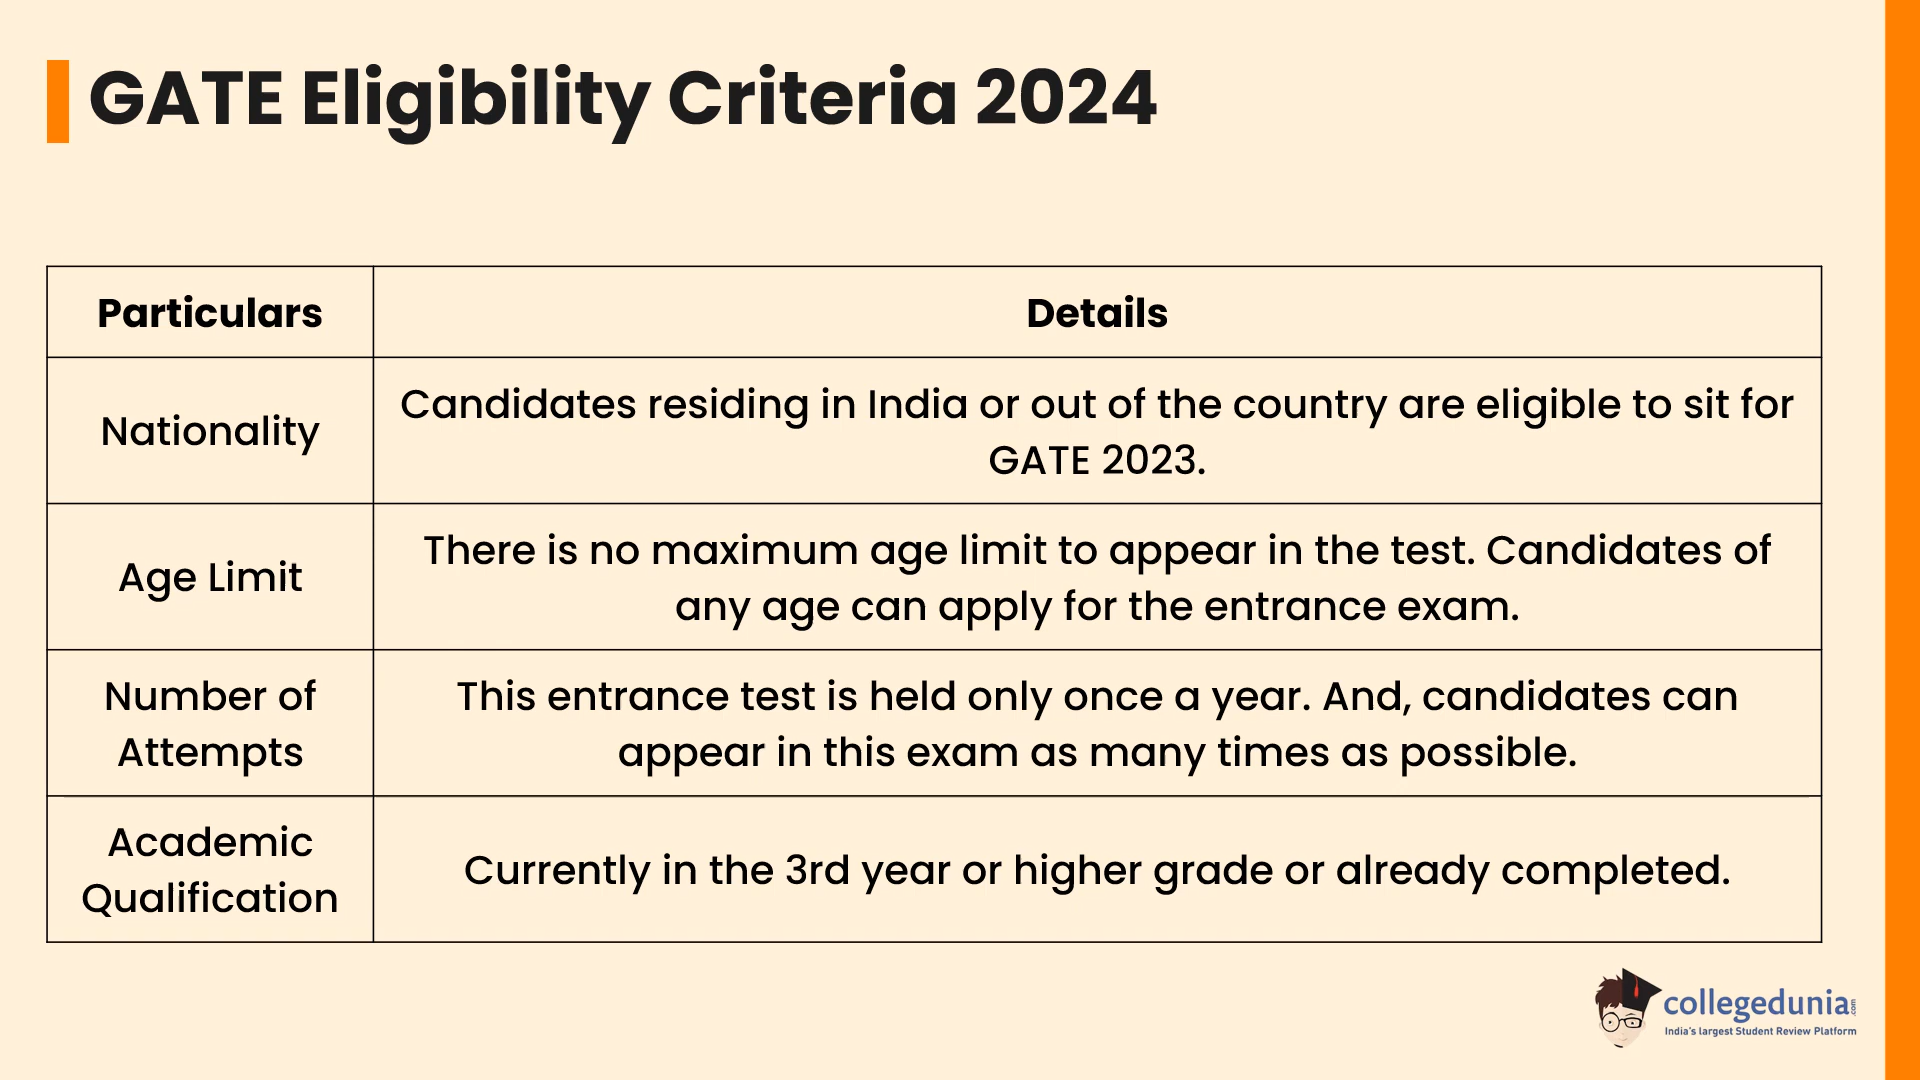 GATE Eligibility Criteria 2024
Particulars
Details
Nationality
Candidates residing in India or out of the country are eligible to sit for
GATE 2023.
Age Limit
There is no maximum age limit to appear in the test. Candidates of
any age can apply for the entrance exam.
Number of
Attempts
This entrance test is held only once a year. And, candidates can
appear in this exam as many times as possible.
Academic
Qualification
Currently in the 3rd year or higher grade or already completed.
collegedunia.com
India's largest Student Review Platform